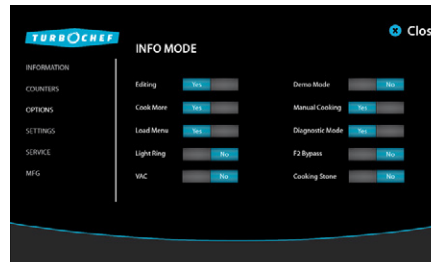 TURBOCHEF
Clos
INFO MODE
INFORMATION
COUNTERS
OPTIONS
SETTINGS
SERVICE
MFG
Editing Yes
Cook More Yes
Load Menu Yes
Light Ring No
VAC No
Demo Mode No
Manual Cooking Yes
Diagnostic Mode Yes
F2 Bypass No
Cooking Stone No